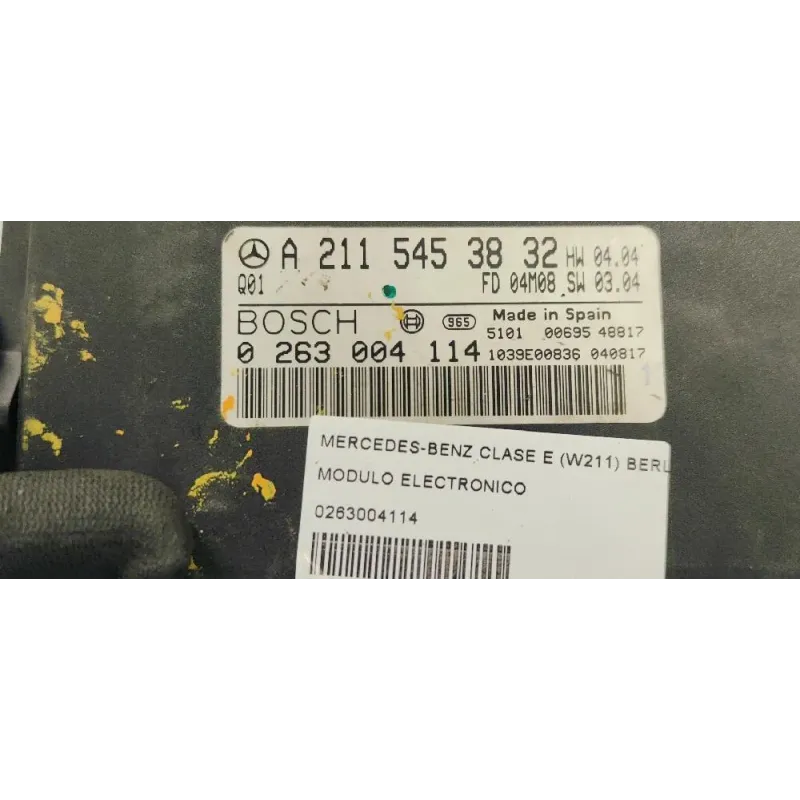 A 211 545 38 32 HW 04.04
Q01 FD 04M08 SW 03.04
BOSCH 965 Made in Spain
5101 00695 48817
0 263 004 114 1039E00836 040817
1
MERCEDES-BENZ CLASE E (W211) BERL
MODULO ELECTRONICO
0263004114